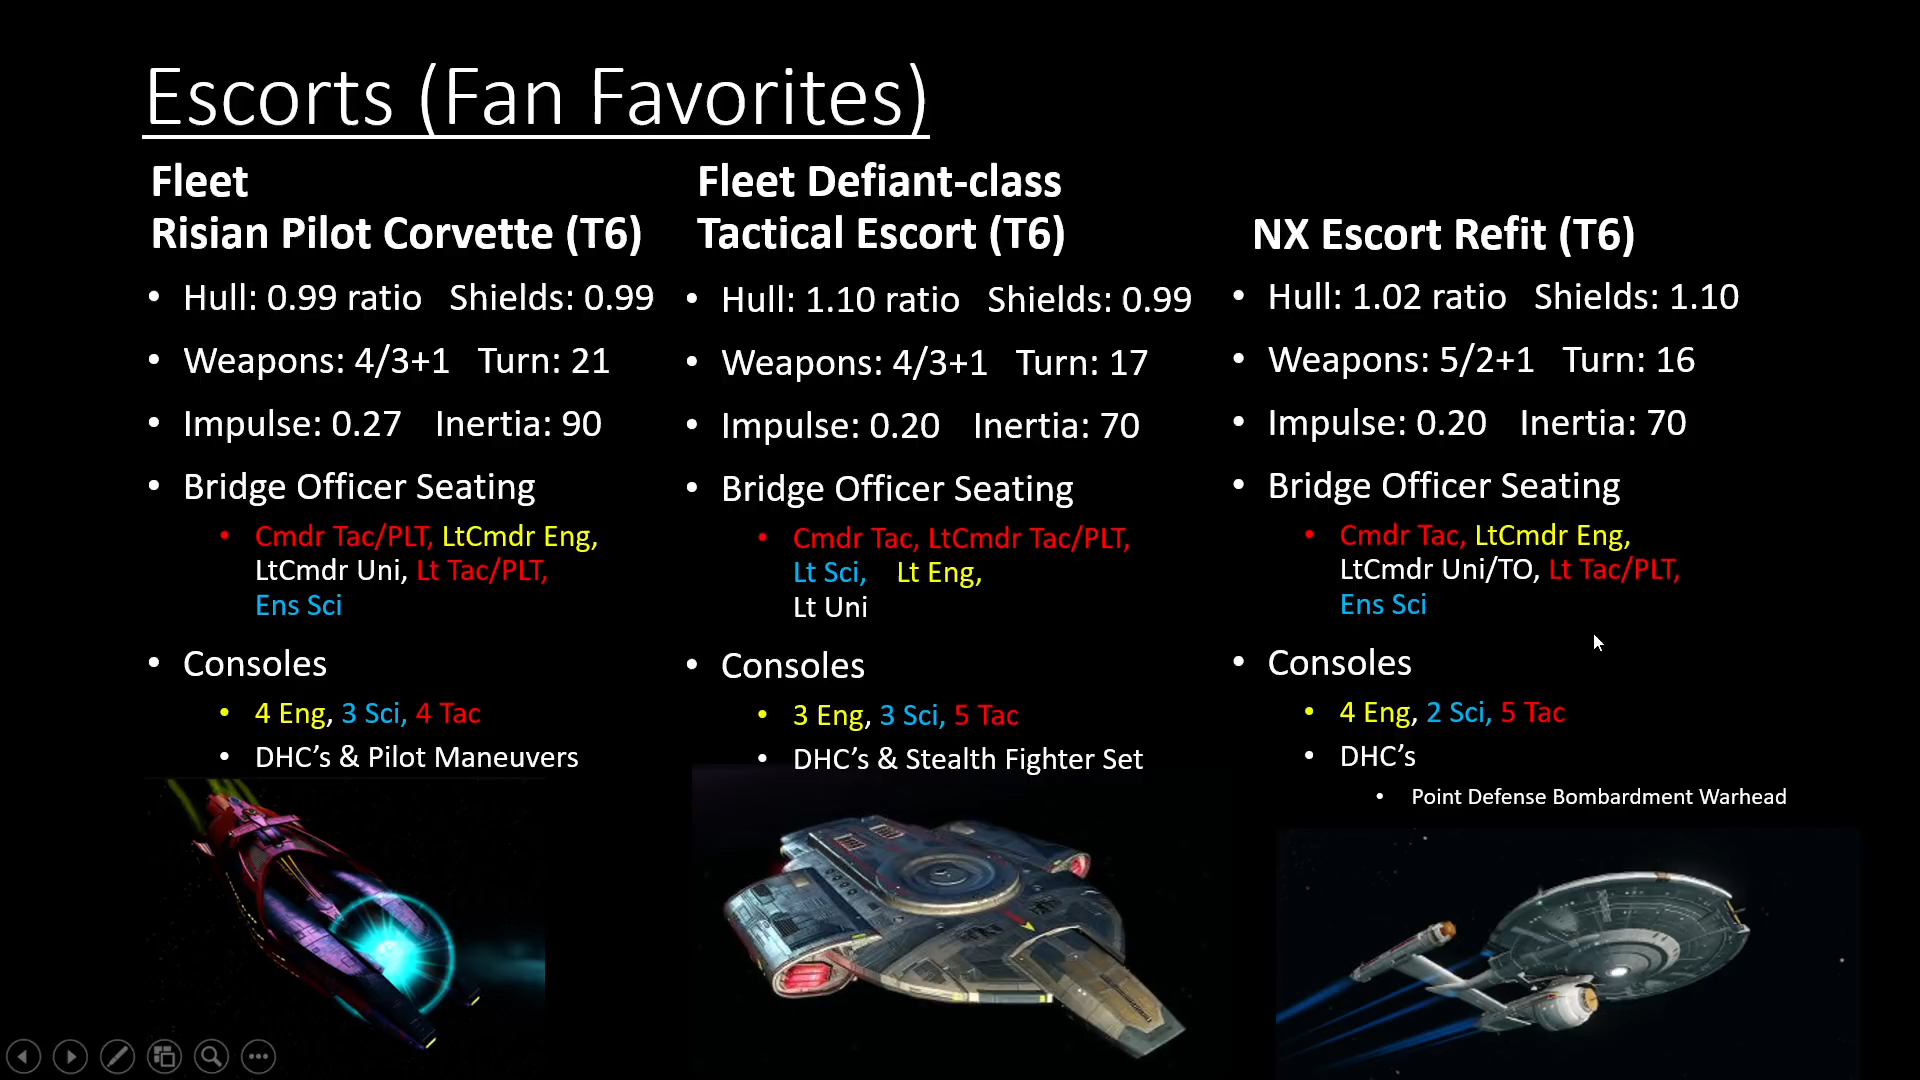 Escorts (Fan Favorites)
Fleet
Risian Pilot Corvette (T6)
• Hull: 0.99 ratio Shields: 0.99
• Weapons: 4/3+1 Turn: 21
• Impulse: 0.27 Inertia: 90
• Bridge Officer Seating
• Cmdr Tac/PLT, LtCmdr Eng,
LtCmdr Uni, Lt Tac/PLT,
Ens Sci
• Consoles
• 4 Eng, 3 Sci, 4 Tac
• DHC’s & Pilot Maneuvers
Fleet Defiant-class
Tactical Escort (T6)
• Hull: 1.10 ratio Shields: 0.99
• Weapons: 4/3+1 Turn: 17
• Impulse: 0.20 Inertia: 70
• Bridge Officer Seating
• Cmdr Tac, LtCmdr Tac/PLT,
Lt Sci, Lt Eng,
Lt Uni
• Consoles
• 3 Eng, 3 Sci, 5 Tac
• DHC’s & Stealth Fighter Set
NX Escort Refit (T6)
• Hull: 1.02 ratio Shields: 1.10
• Weapons: 5/2+1 Turn: 16
• Impulse: 0.20 Inertia: 70
• Bridge Officer Seating
• Cmdr Tac, LtCmdr Eng,
LtCmdr Uni/TO, Lt Tac/PLT,
Ens Sci
• Consoles
• 4 Eng, 2 Sci, 5 Tac
• DHC’s
• Point Defense Bombardment Warhead